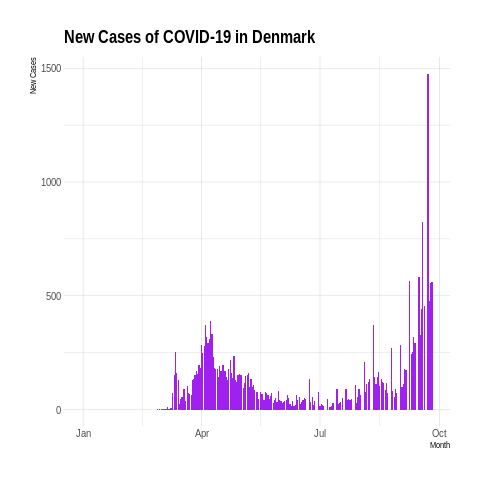 New Cases of COVID-19 in Denmark
New Cases
1500
1000
500
0
Jan Apr Jul Oct
Month